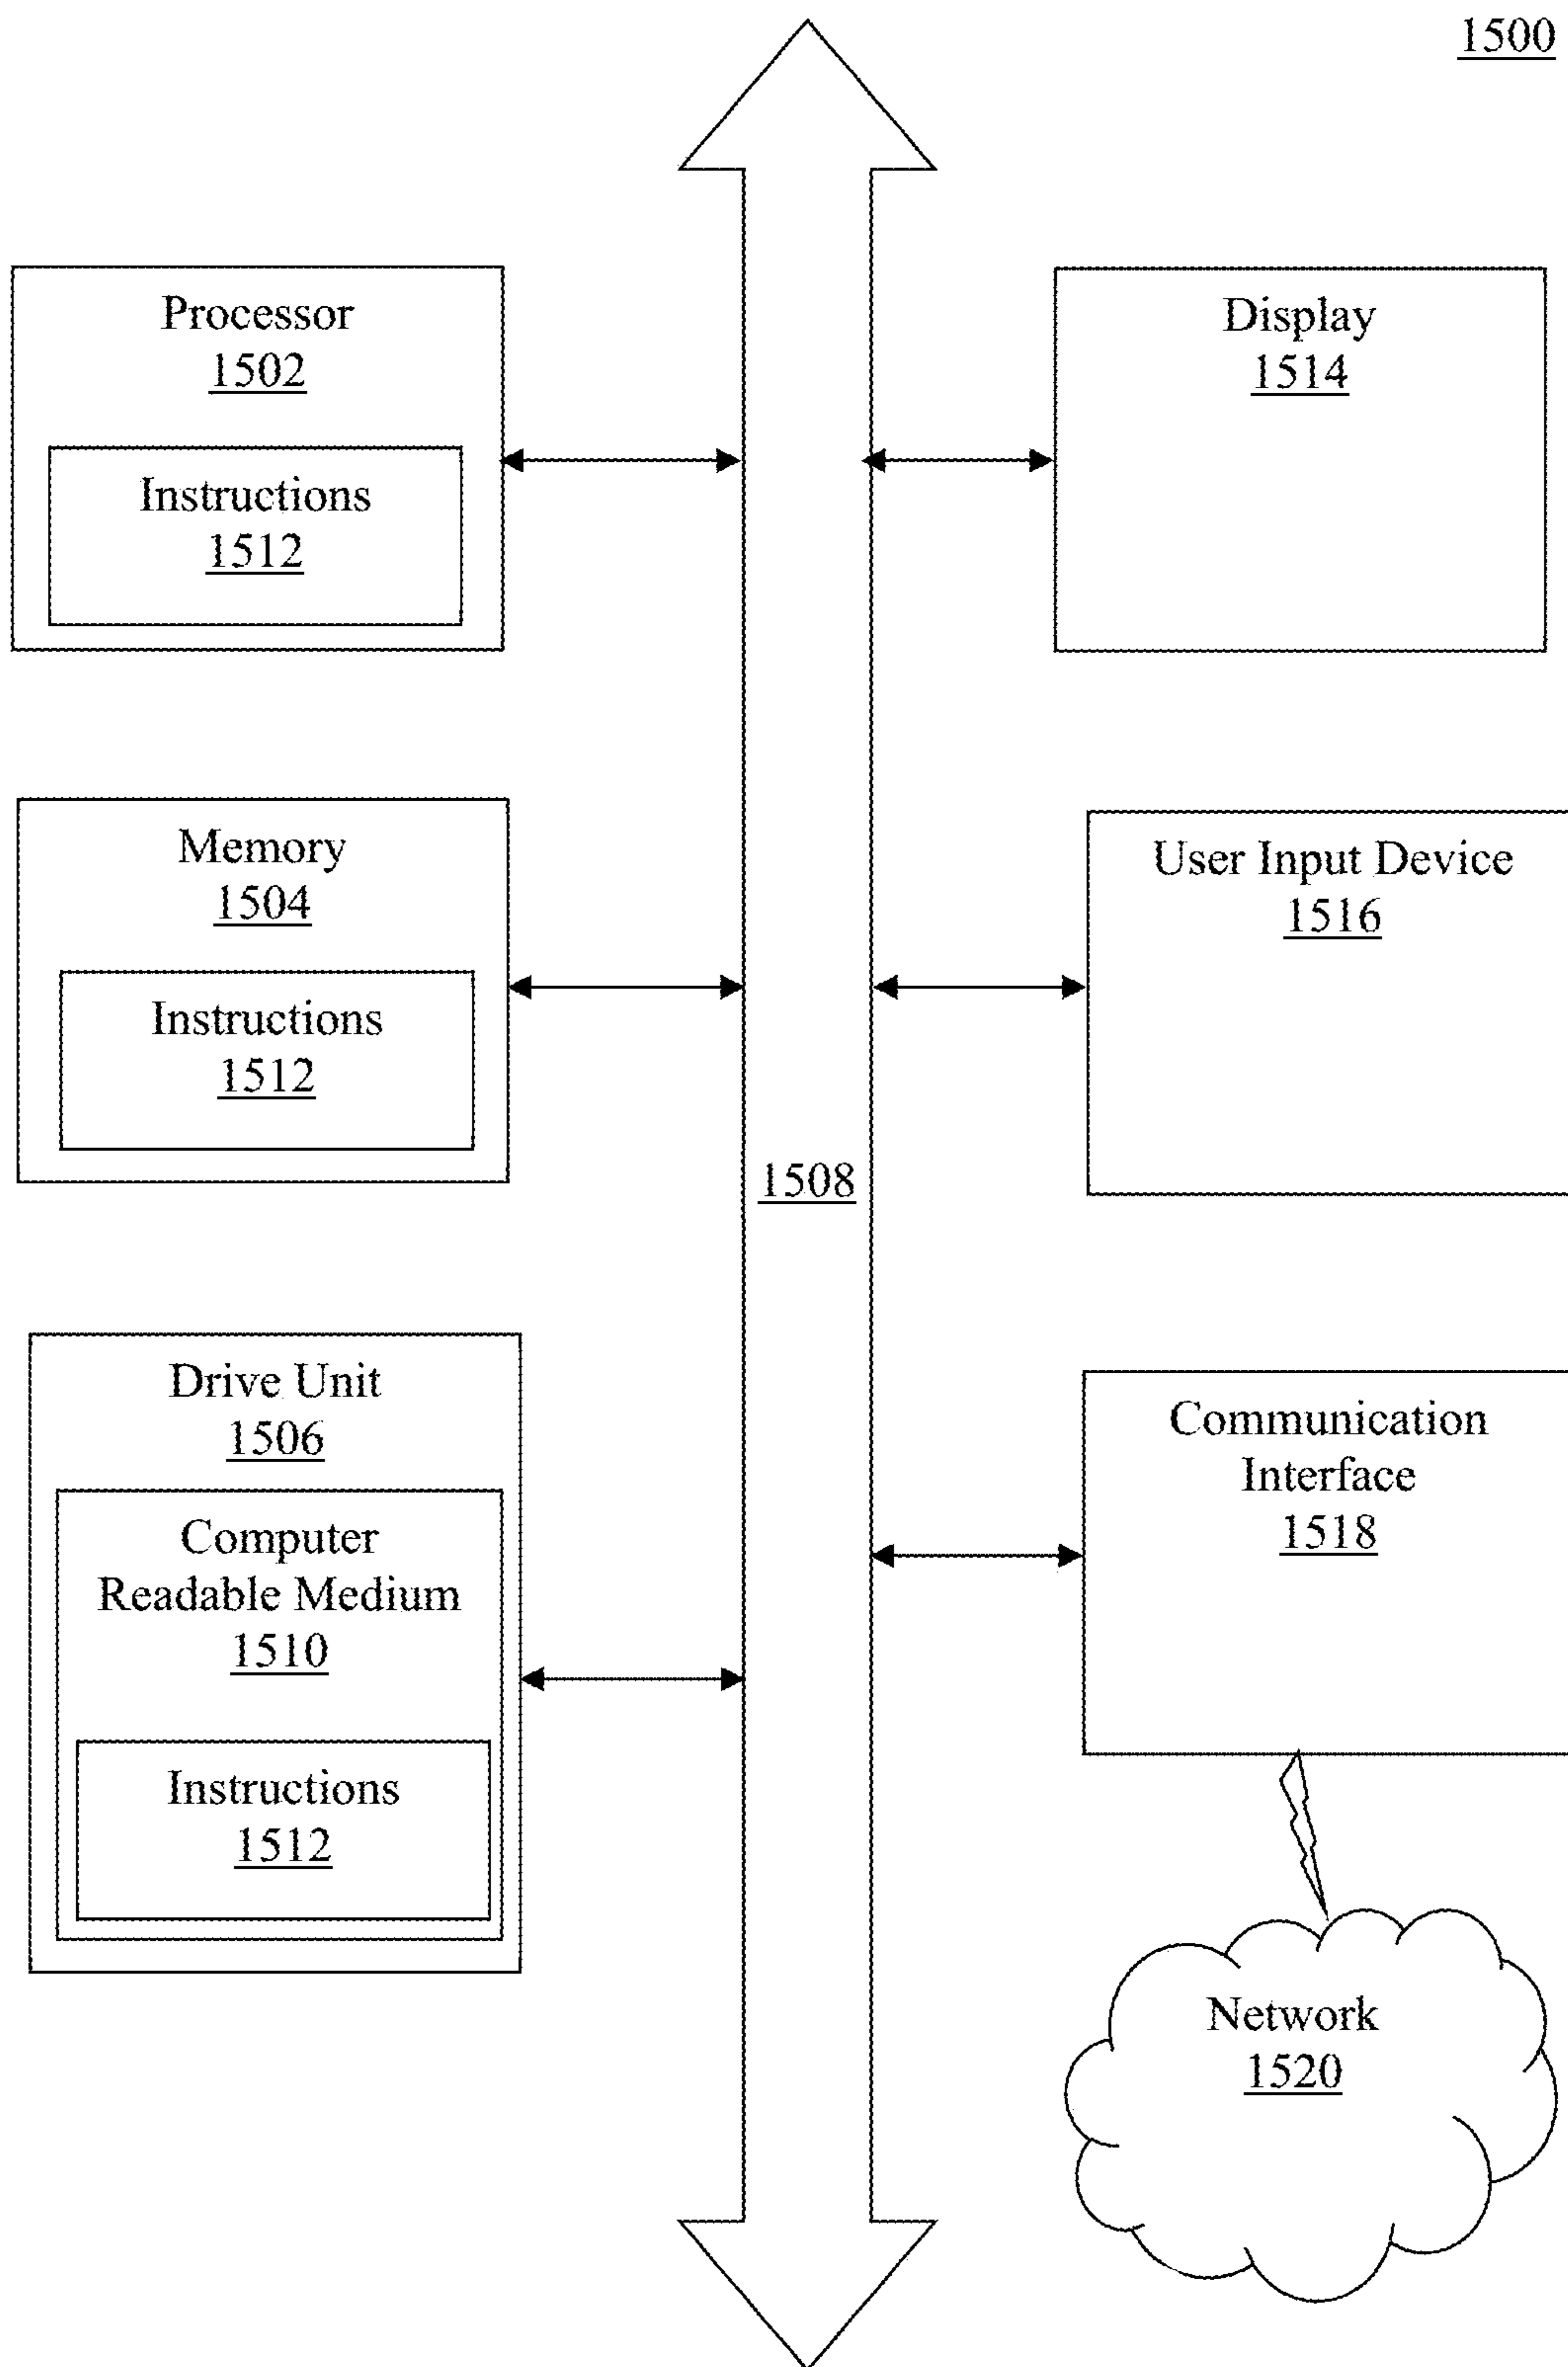 1500
Processor
1502
Instructions
1512
Display
1514
Memory
1504
Instructions
1512
User Input Device
1516
1508
Drive Unit
1506
Computer
Readable Medium
1510
Instructions
1512
Communication
Interface
1518
Network
1520